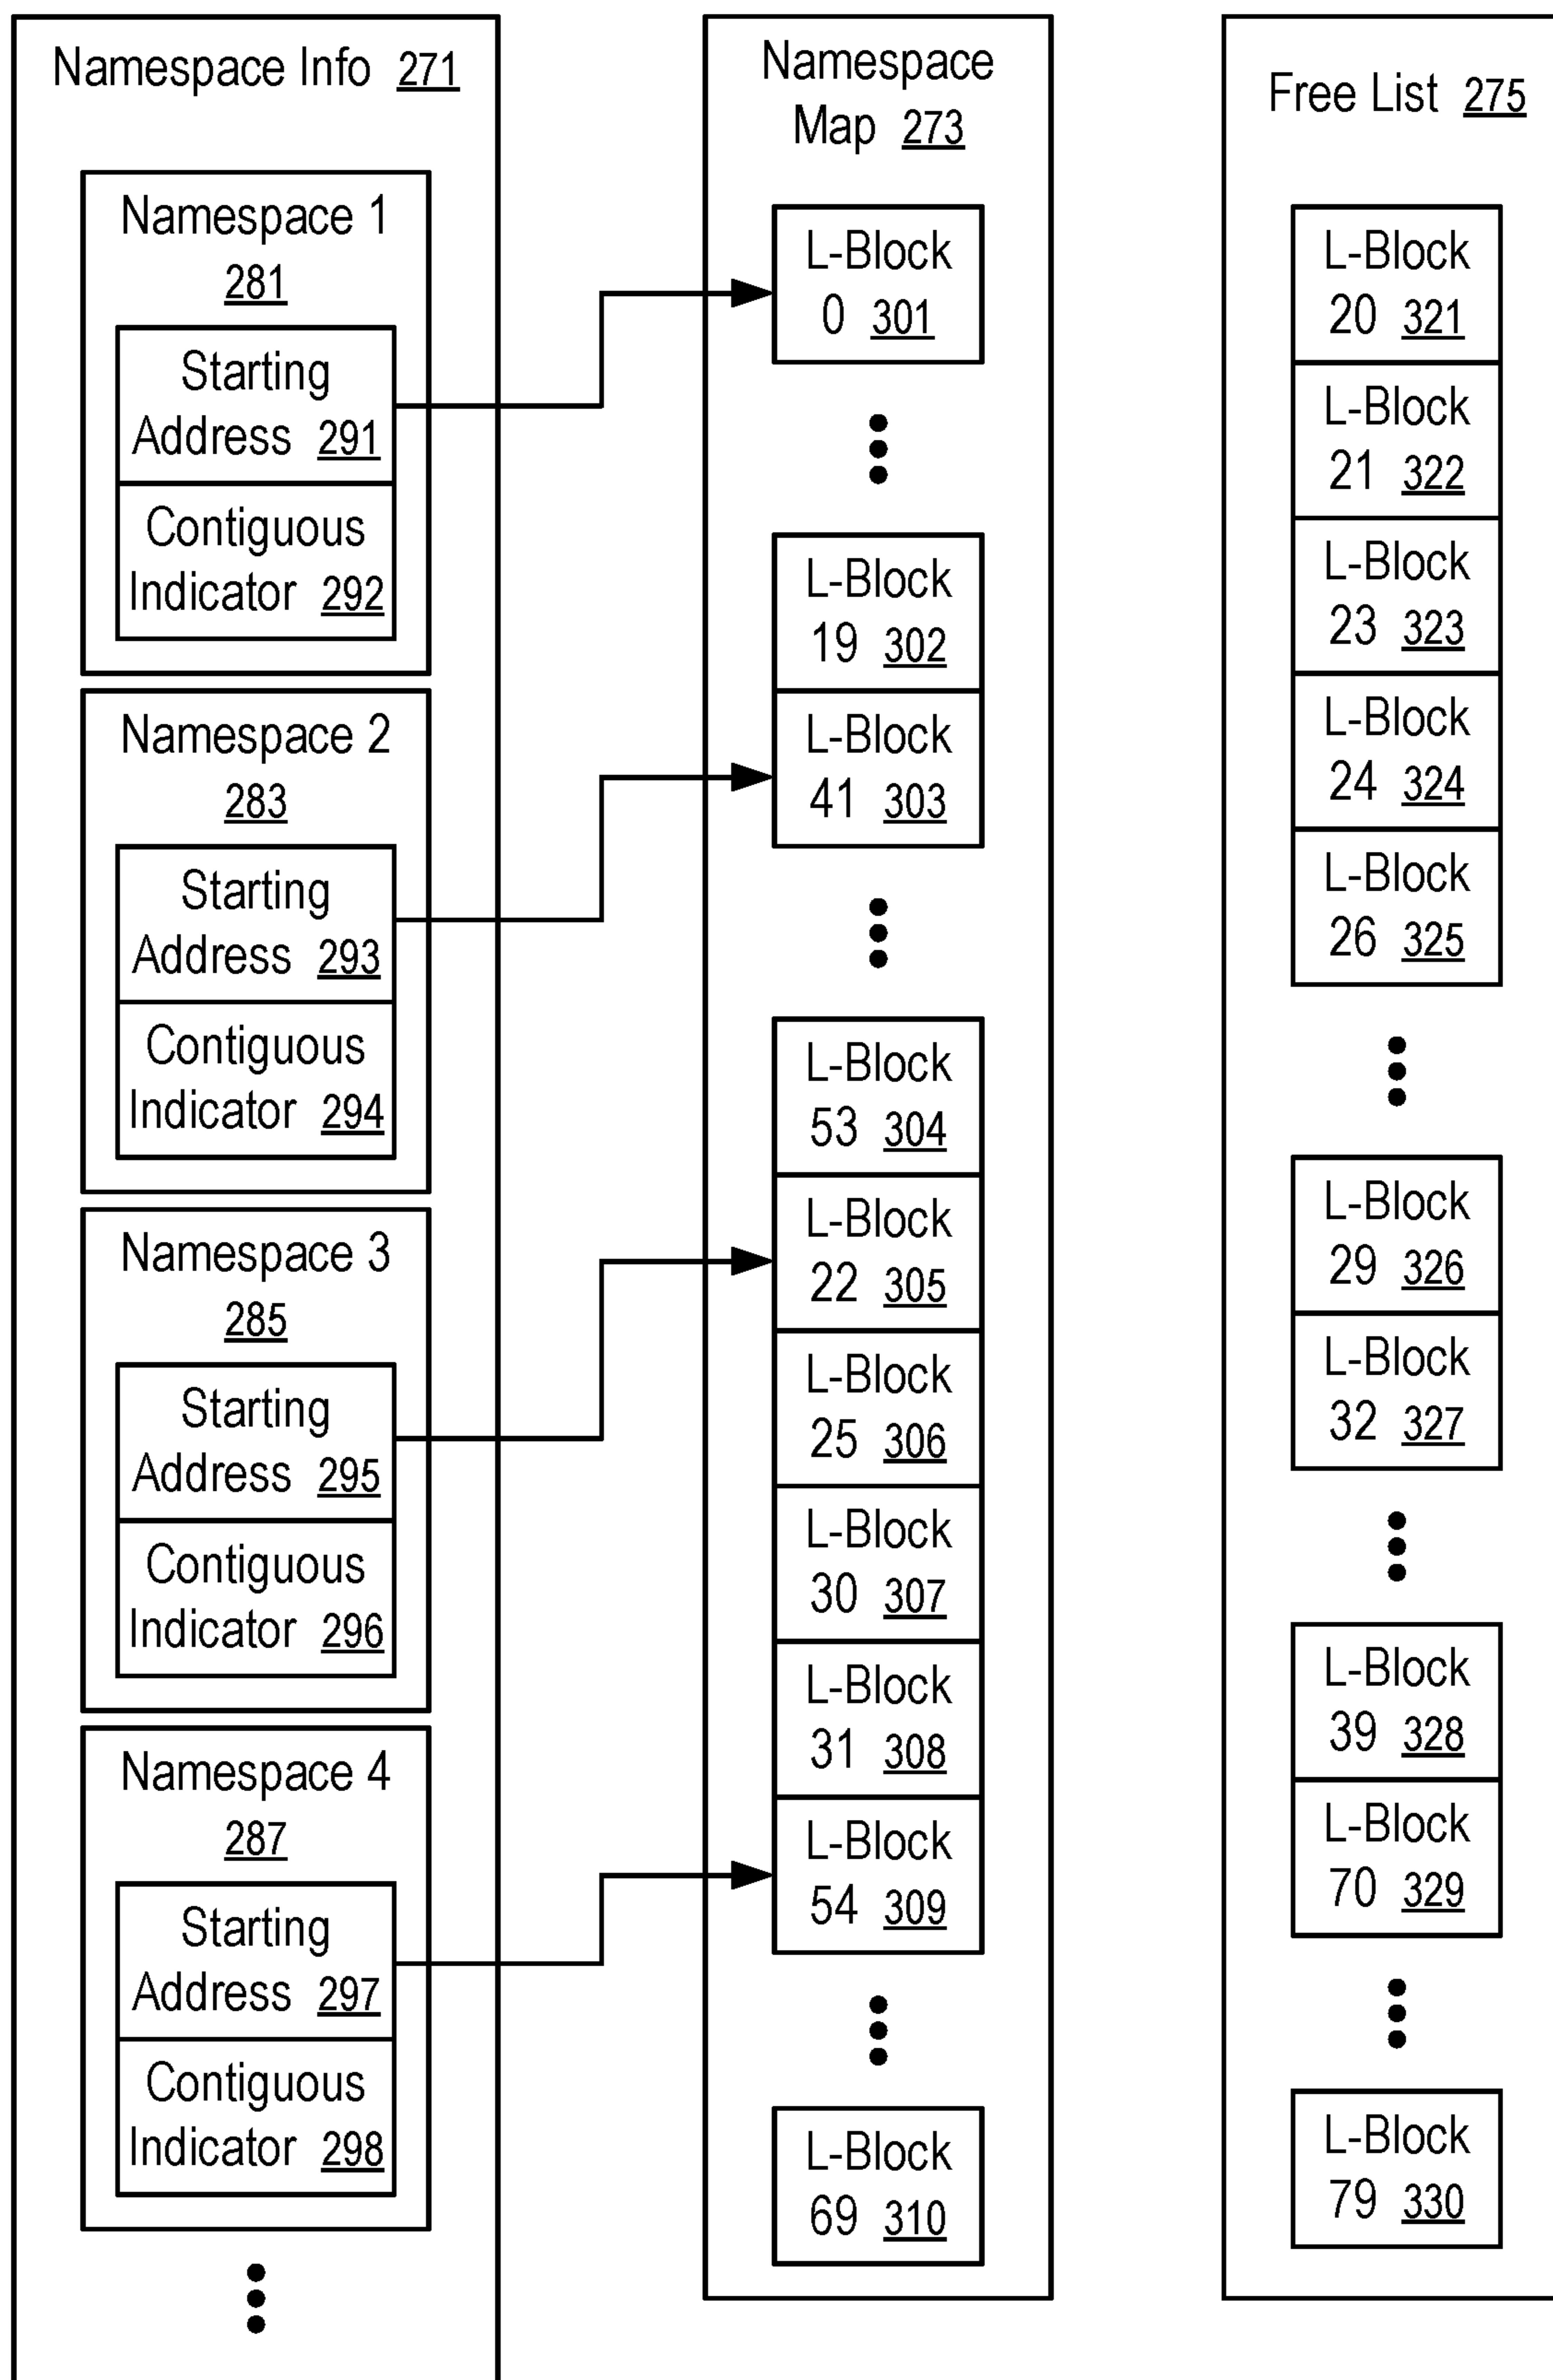 Namespace Info 271
Namespace 1
281
Starting
Address 291
Contiguous
Indicator 292
Namespace 2
283
Starting
Address 293
Contiguous
Indicator 294
Namespace 3
285
Starting
Address 295
Contiguous
Indicator 296
Namespace 4
287
Starting
Address 297
Contiguous
Indicator 298
Namespace
Map 273
L-Block
0 301
L-Block
19 302
L-Block
41 303
L-Block
53 304
L-Block
22 305
L-Block
25 306
L-Block
30 307
L-Block
31 308
L-Block
54 309
L-Block
69 310
Free List 275
L-Block
20 321
L-Block
21 322
L-Block
23 323
L-Block
24 324
L-Block
26 325
L-Block
29 326
L-Block
32 327
L-Block
39 328
L-Block
70 329
L-Block
79 330